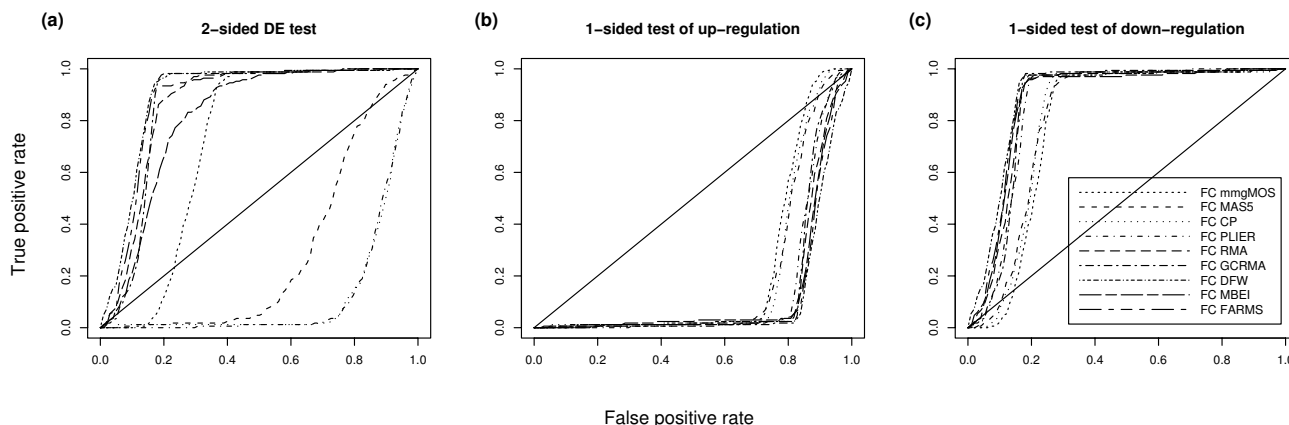 (a)
2−sided DE test
(b)
1−sided test of up−regulation
(c)
1−sided test of down−regulation
True positive rate
1.0
0.8
0.6
0.4
0.2
0.0
0.0 0.2 0.4 0.6 0.8 1.0
1.0
0.8
0.6
0.4
0.2
0.0
0.0 0.2 0.4 0.6 0.8 1.0
1.0
0.8
0.6
0.4
0.2
0.0
0.0 0.2 0.4 0.6 0.8 1.0
FC mmgMOS
FC MAS5
FC CP
FC PLIER
FC RMA
FC GCRMA
FC DFW
FC MBEI
FC FARMS
False positive rate